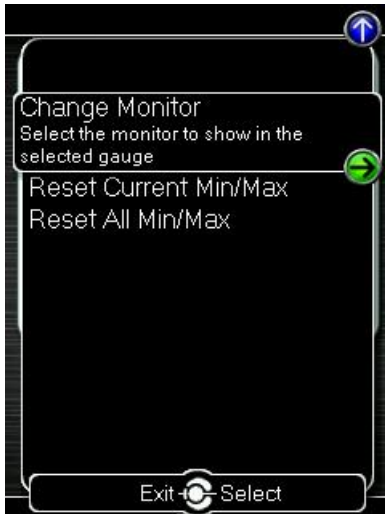 Change Monitor
Select the monitor to show in the
selected gauge
Reset Current Min/Max
Reset All Min/Max
Exit Select